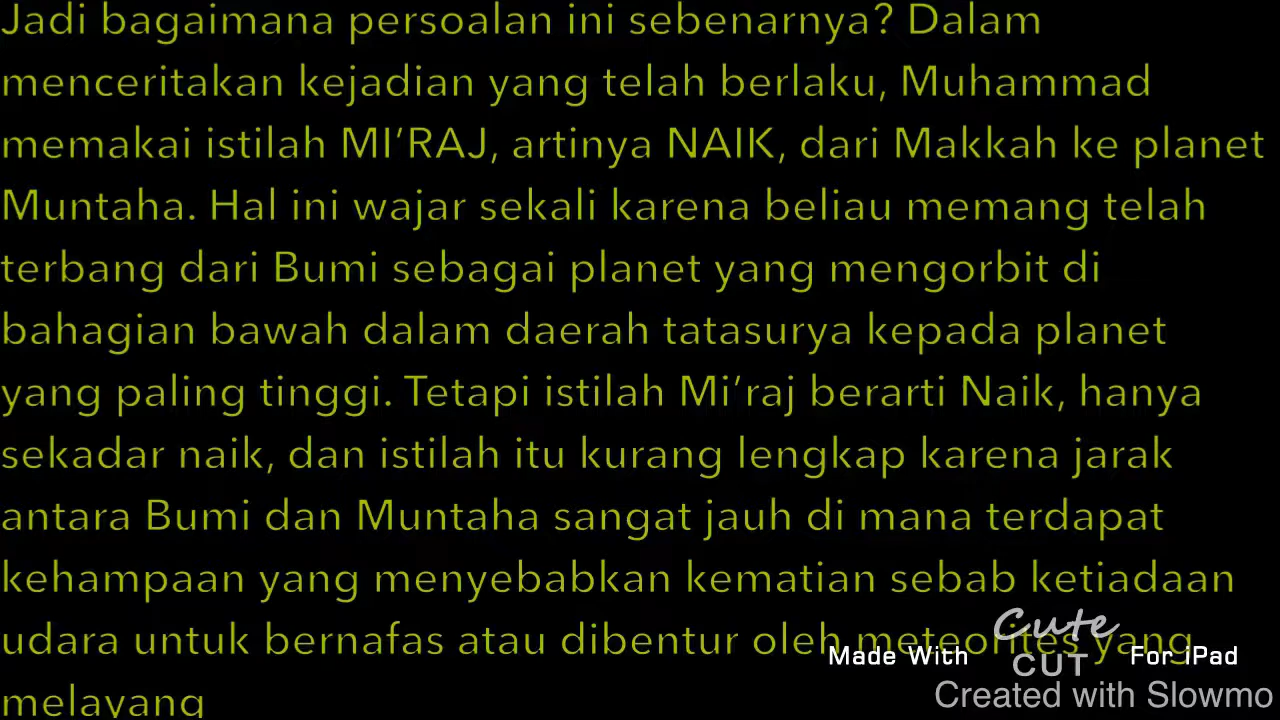 Jadi bagaimana persoalan ini sebenarnya? Dalam
menceritakan kejadian yang telah berlaku, Muhammad
memakai istilah MI’RAJ, artinya NAIK, dari Makkah ke planet
Muntaha. Hal ini wajar sekali karena beliau memang telah
terbang dari Bumi sebagai planet yang mengorbit di
bahagian bawah dalam daerah tatasurya kepada planet
yang paling tinggi. Tetapi istilah Mi’raj berarti Naik, hanya
sekadar naik, dan istilah itu kurang lengkap karena jarak
antara Bumi dan Muntaha sangat jauh di mana terdapat
kehampaan yang menyebabkan kematian sebab ketiadaan
udara untuk bernafas atau dibentur oleh meteorites yang
melayang
Made With Cute CUT For iPad
Created with Slowmo